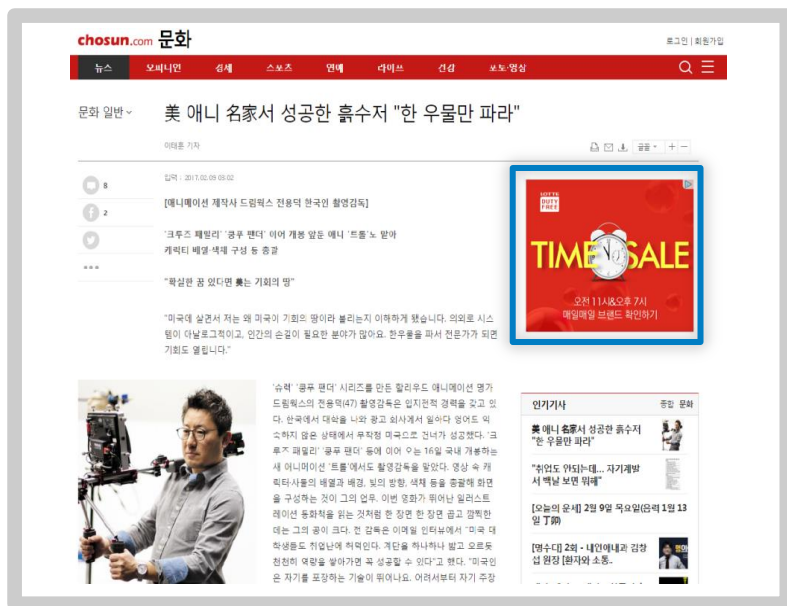 chosun.com 문화
로그인 | 회원가입
뉴스 오피니언 경제 스포츠 연예 라이프 건강 포토·영상
문화 일반
美 애니 名家서 성공한 흙수저 "한 우물만 파라"
이태훈 기자
글꼴
입력 : 2017.02.09 03:02
8
2
[애니메이션 제작사 드림웍스 전용덕 한국인 촬영감독]
'크루즈 패밀리' '쿵푸 팬더' 이어 개봉 앞둔 애니 '트롤'도 맡아
캐릭터 배열·색채 구성 등 총괄
"확실한 꿈 있다면 美는 기회의 땅"
"미국에 살면서 저는 왜 미국이 기회의 땅이라 불리는지 이해하게 됐습니다. 의외로 시스
템이 아날로그적이고, 인간의 손길이 필요한 분야가 많아요. 한우물을 파서 전문가가 되면
기회도 열립니다."
LOTTE
DUTY
FREE
TIME SALE
오전 11시&오후 7시
매일매일 브랜드 확인하기
'슈렉' '쿵푸 팬더' 시리즈를 만든 할리우드 애니메이션 명가
드림웍스의 전용덕(47) 촬영감독은 입지전적 경력을 갖고 있
다. 한국에서 대학을 나와 광고 회사에서 일하다 영어도 익
숙하지 않은 상태에서 무작정 미국으로 건너가 성공했다. '크
루즈 패밀리' '쿵푸 팬더' 등에 이어 오는 16일 국내 개봉하는
새 애니메이션 '트롤'에서도 촬영감독을 맡았다. 영상 속 캐
릭터·사물의 배열과 배경, 빛의 방향, 색채 등을 총괄해 화면
을 구성하는 것이 그의 업무. 이번 영화가 뛰어난 일러스트
레이션 동화책을 읽는 것처럼 한 장면 한 장면 곱고 깜찍한
데는 그의 공이 크다. 전 감독은 이메일 인터뷰에서 "미국 대
학생들도 취업난에 허덕인다. 계단을 하나하나 밟고 오르듯
천천히 역량을 쌓아가면 꼭 성공할 수 있다"고 했다. "미국인
은 자기를 포장하는 기술이 뛰어나요. 어려서부터 자기 주장
인기기사 종합 문화
美 애니 名家서 성공한 흙수저
"한 우물만 파라"
"취업도 안되는데... 자기계발
서 백날 보면 뭐해"
[오늘의 운세] 2월 9일 목요일(음력 1월 13
일 丁卯)
[명수다] 2회 - 내인에내과 김창
섭 원장 [환자와 소통..